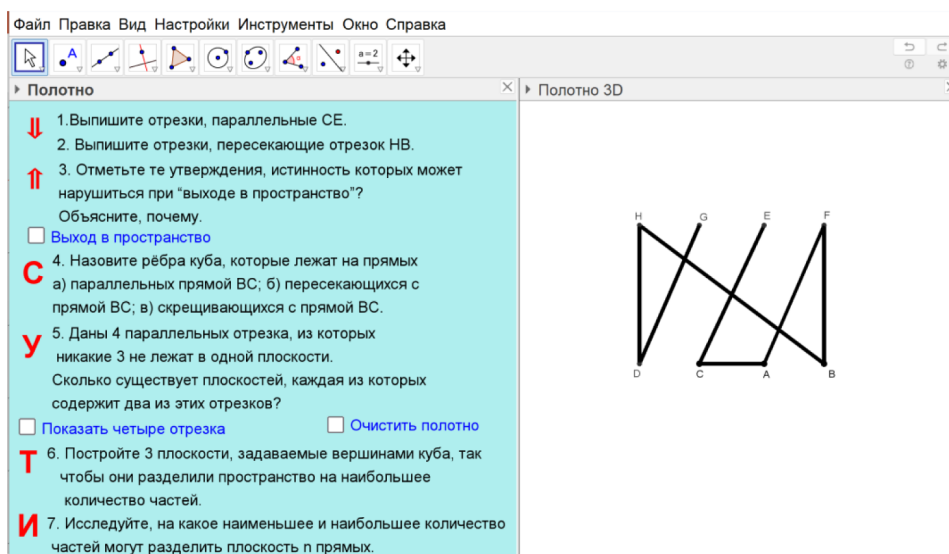 Файл Правка Вид Настройки Инструменты Окно Справка
A
a=2
Полотно
Полотно 3D
⇓ 1.Выпишите отрезки, параллельные СЕ.
2. Выпишите отрезки, пересекающие отрезок НВ.
⇑ 3. Отметьте те утверждения, истинность которых может
нарушиться при “выходе в пространство”?
Объясните, почему.
Выход в пространство
С 4. Назовите рёбра куба, которые лежат на прямых
а) параллельных прямой ВС; б) пересекающихся с
прямой ВС; в) скрещивающихся с прямой ВС.
У 5. Даны 4 параллельных отрезка, из которых
никакие 3 не лежат в одной плоскости.
Сколько существует плоскостей, каждая из которых
содержит два из этих отрезков?
Показать четыре отрезка Очистить полотно
Т 6. Постройте 3 плоскости, задаваемые вершинами куба, так
чтобы они разделили пространство на наибольшее
количество частей.
И 7. Исследуйте, на какое наименьшее и наибольшее количество
частей могут разделить плоскость n прямых.
H G E F
D C A B